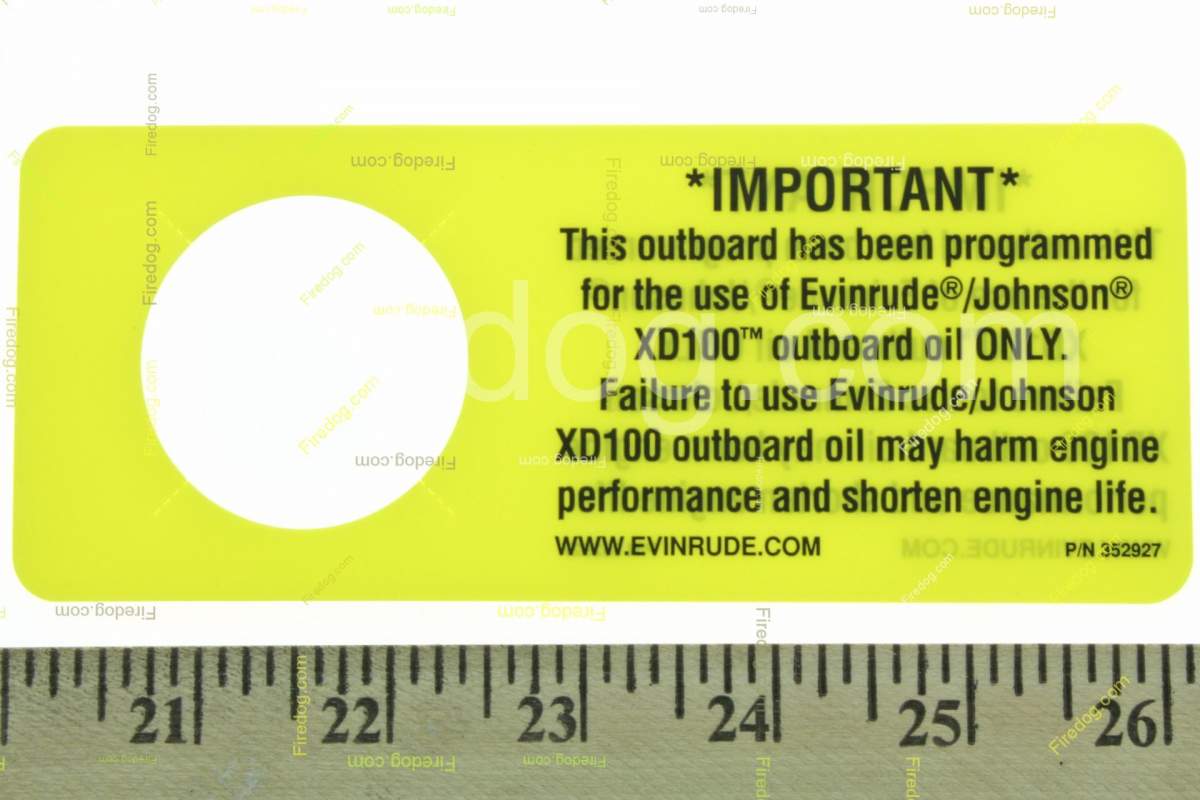 *IMPORTANT*
This outboard has been programmed
for the use of Evinrude®/Johnson®
XD100™ outboard oil ONLY.
Failure to use Evinrude/Johnson
XD100 outboard oil may harm engine
performance and shorten engine life.
WWW.EVINRUDE.COM P/N 352927
Firedog.com
21 22 23 24 25 26